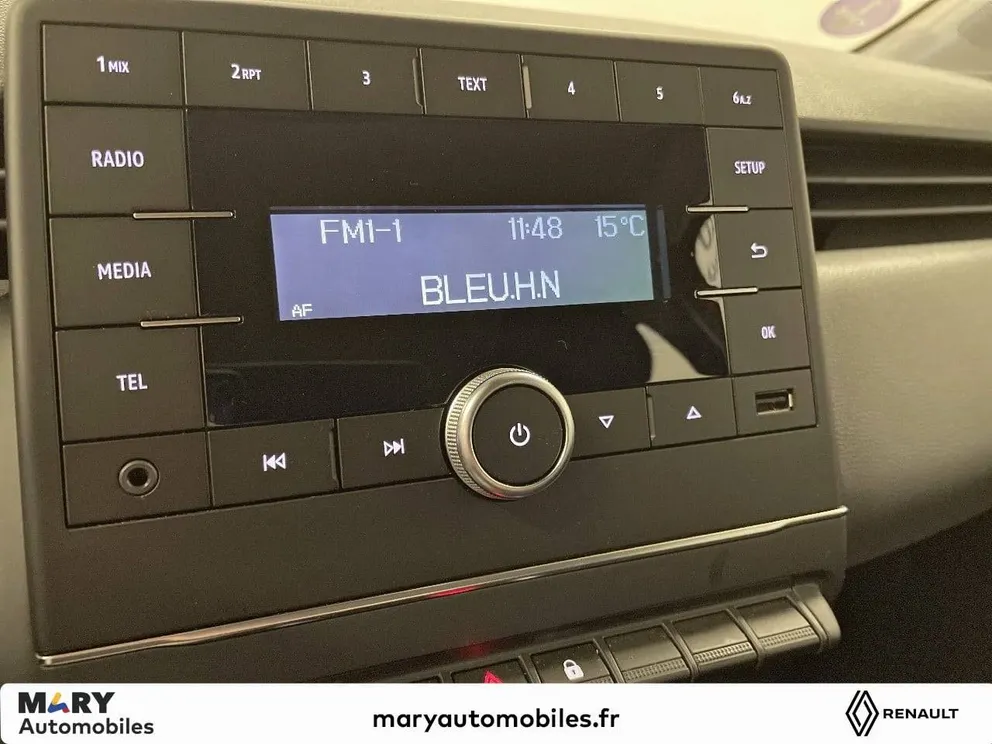 1 MIX 2 RPT 3 TEXT 4 5 6 A..Z
RADIO
SETUP
FM1-1 11:48 15°C
BLEU.H.N
AF
MEDIA
OK
TEL
MARY
Automobiles
maryautomobiles.fr
RENAULT